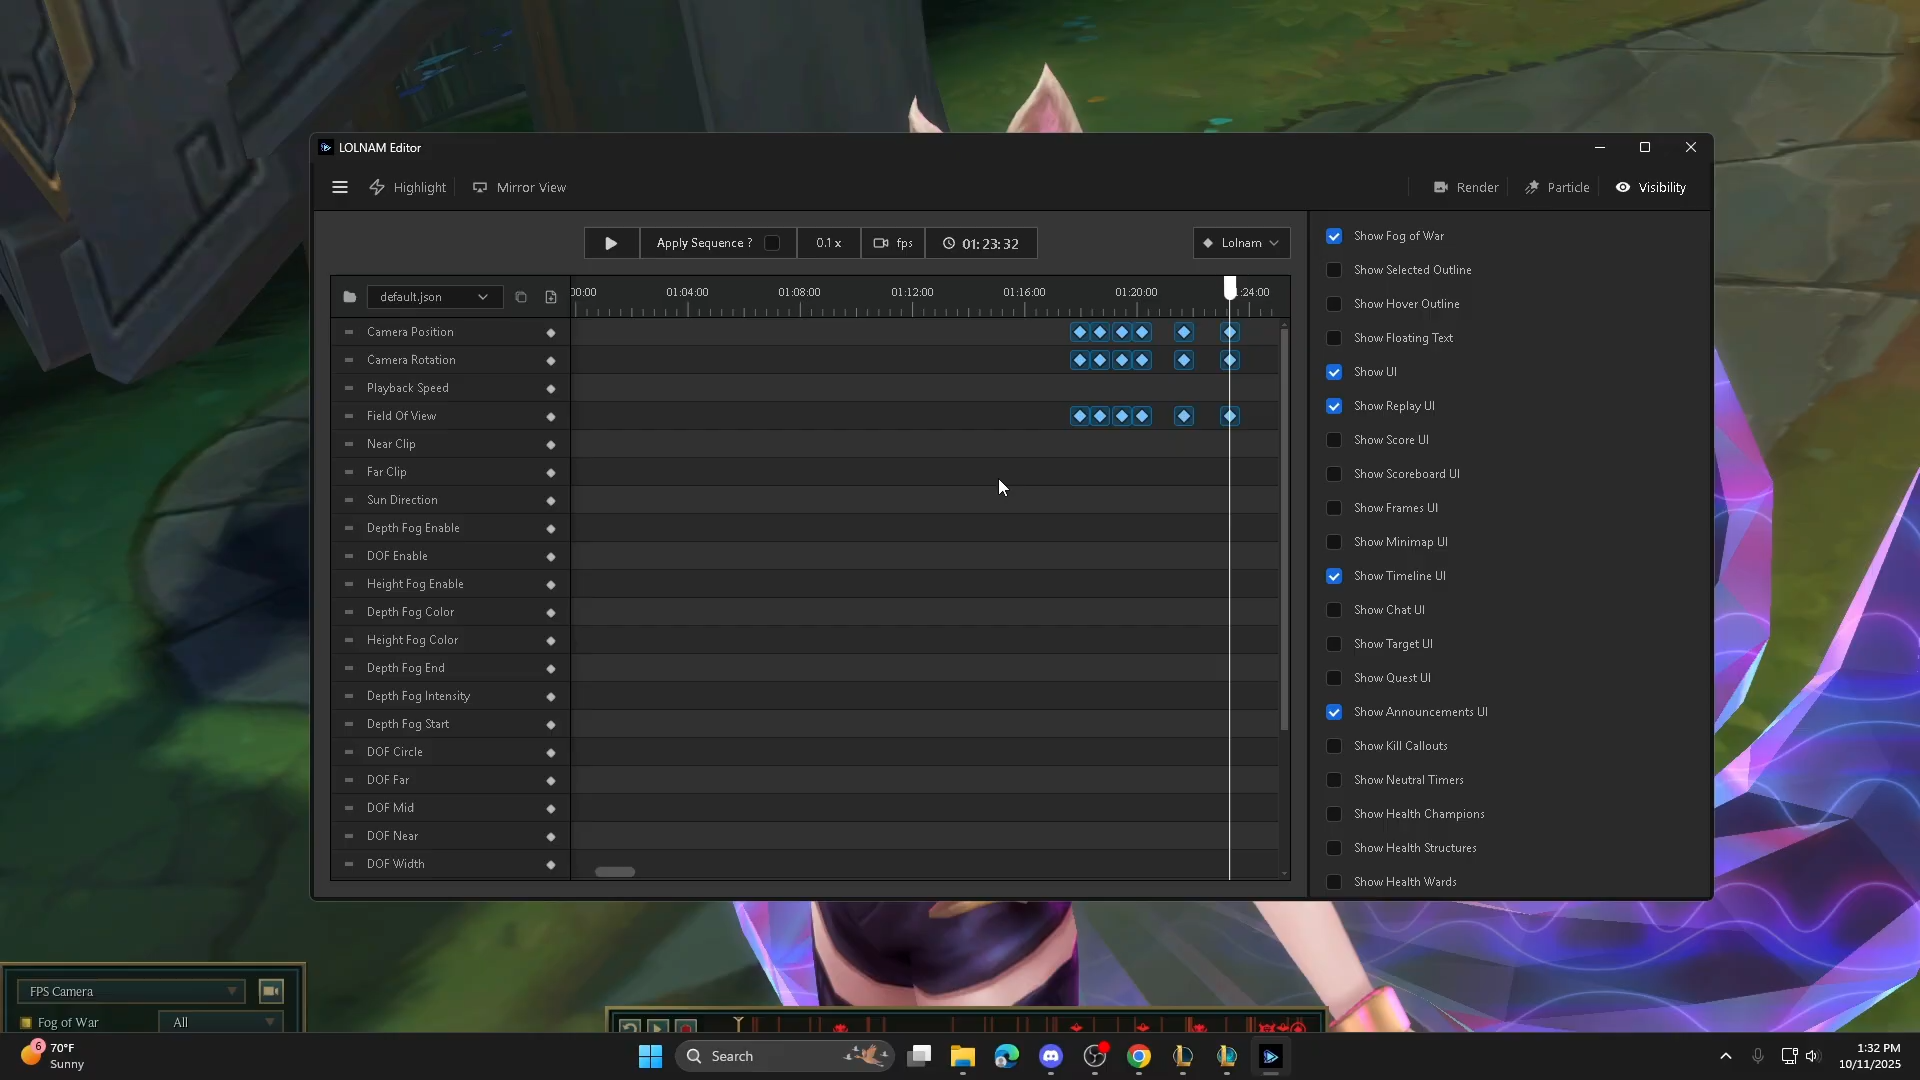 LOLNAM Editor
Highlight
Mirror View
Render
Particle
Visibility
Apply Sequence ?
0.1 x
fps
01:23:32
Lolnam
default.json
00:00
01:04:00
01:08:00
01:12:00
01:16:00
01:20:00
1:24:00
Camera Position
Camera Rotation
Playback Speed
Field Of View
Near Clip
Far Clip
Sun Direction
Depth Fog Enable
DOF Enable
Height Fog Enable
Depth Fog Color
Height Fog Color
Depth Fog End
Depth Fog Intensity
Depth Fog Start
DOF Circle
DOF Far
DOF Mid
DOF Near
DOF Width
Show Fog of War
Show Selected Outline
Show Hover Outline
Show Floating Text
Show UI
Show Replay UI
Show Score UI
Show Scoreboard UI
Show Frames UI
Show Minimap UI
Show Timeline UI
Show Chat UI
Show Target UI
Show Quest UI
Show Announcements UI
Show Kill Callouts
Show Neutral Timers
Show Health Champions
Show Health Structures
Show Health Wards
FPS Camera
Fog of War
All
6
70°F
Sunny
Search
1:32 PM
10/11/2025